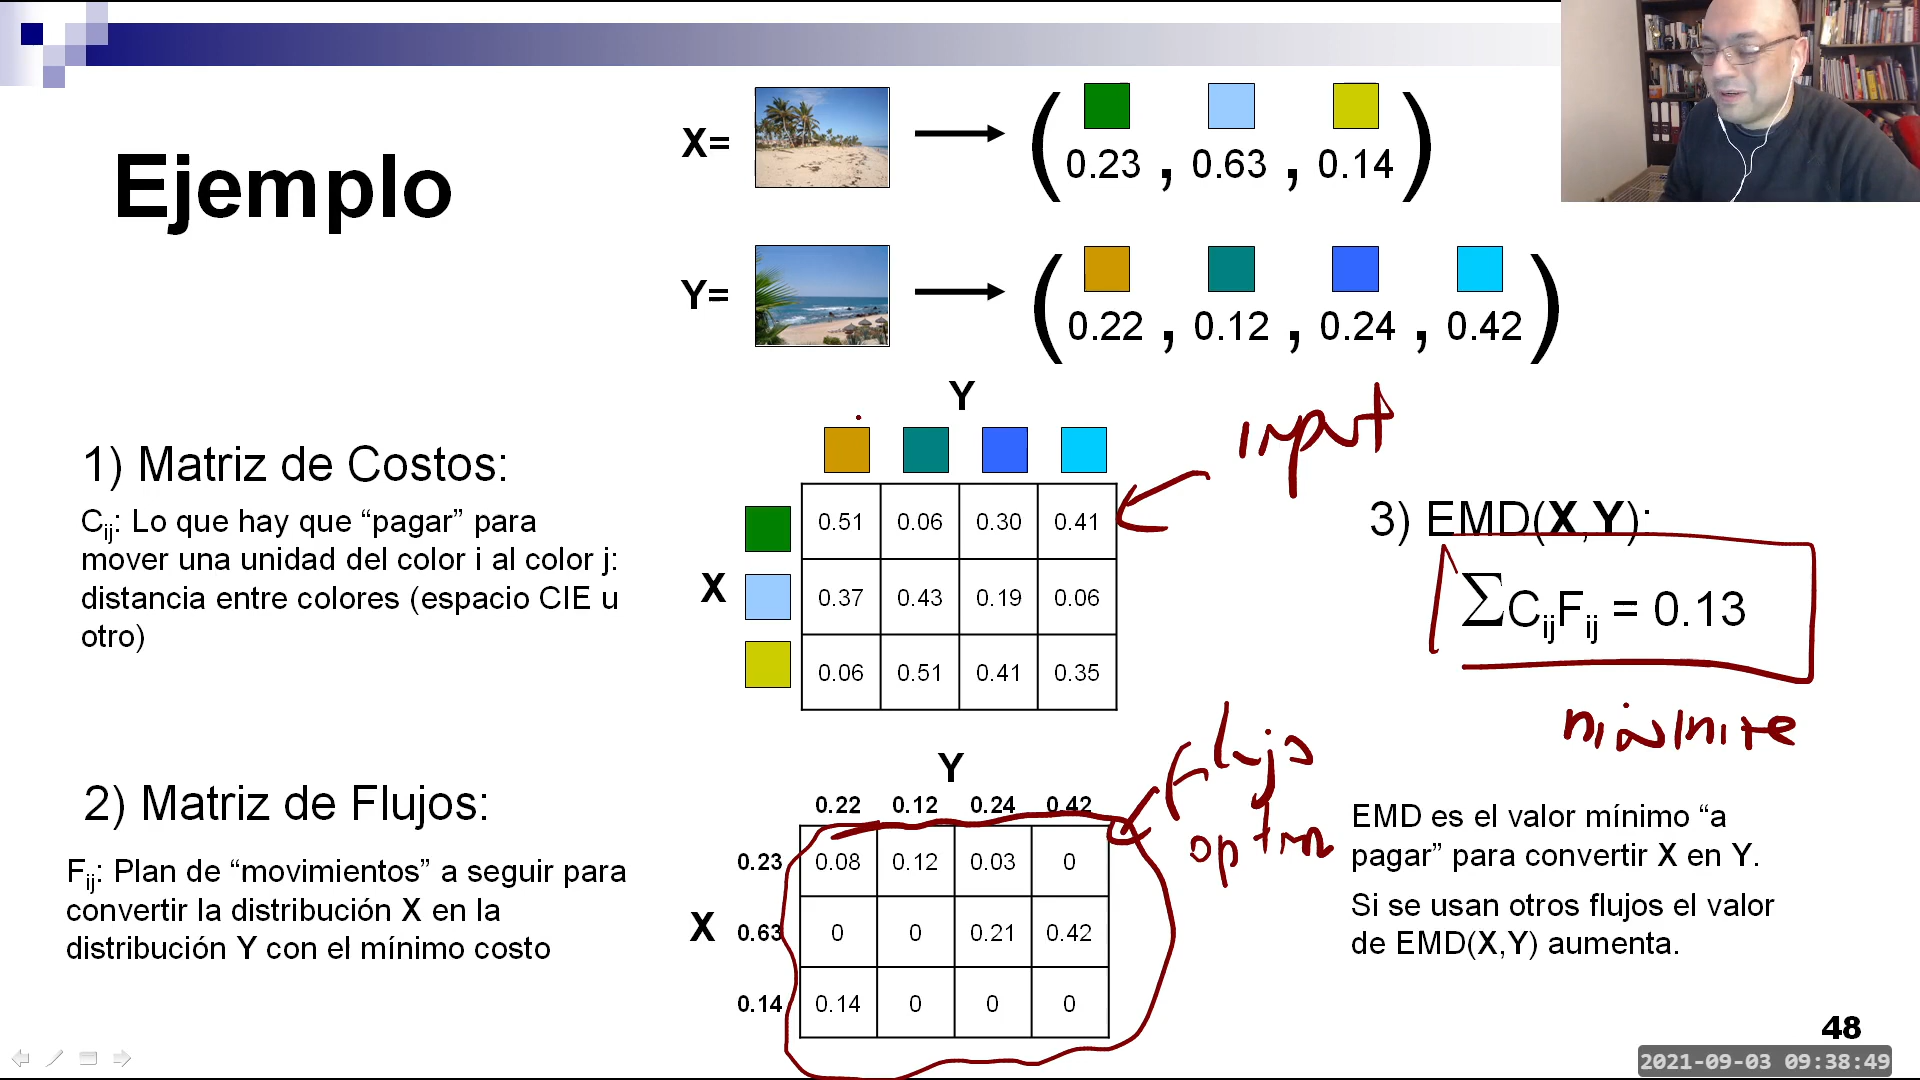 Ejemplo
X=
0.23 , 0.63 , 0.14
Y=
0.22 , 0.12 , 0.24 , 0.42
1) Matriz de Costos:
Cij: Lo que hay que “pagar” para
mover una unidad del color i al color j:
distancia entre colores (espacio CIE u
otro)
Y
X
0.51 0.06 0.30 0.41
0.37 0.43 0.19 0.06
0.06 0.51 0.41 0.35
input
3) EMD(X,Y):
∑CijFij = 0.13
2) Matriz de Flujos:
Fij: Plan de “movimientos” a seguir para
convertir la distribución X en la
distribución Y con el mínimo costo
Y
0.22 0.12 0.24 0.42
X
0.23 0.08 0.12 0.03 0
0.63 0 0 0.21 0.42
0.14 0.14 0 0 0
Flujo
EMD es el valor mínimo “a
pagar” para convertir X en Y.
Si se usan otros flujos el valor
de EMD(X,Y) aumenta.
48
2021-09-03 09:38:49